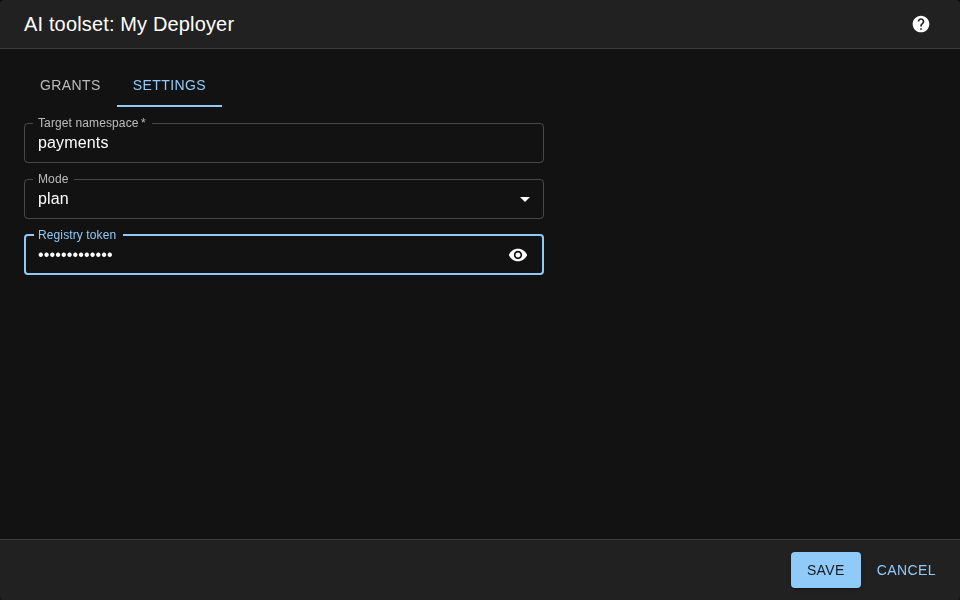 AI toolset: My Deployer
GRANTS
SETTINGS
Target namespace *
payments
Mode
plan
Registry token
•••••••••••••
SAVE
CANCEL